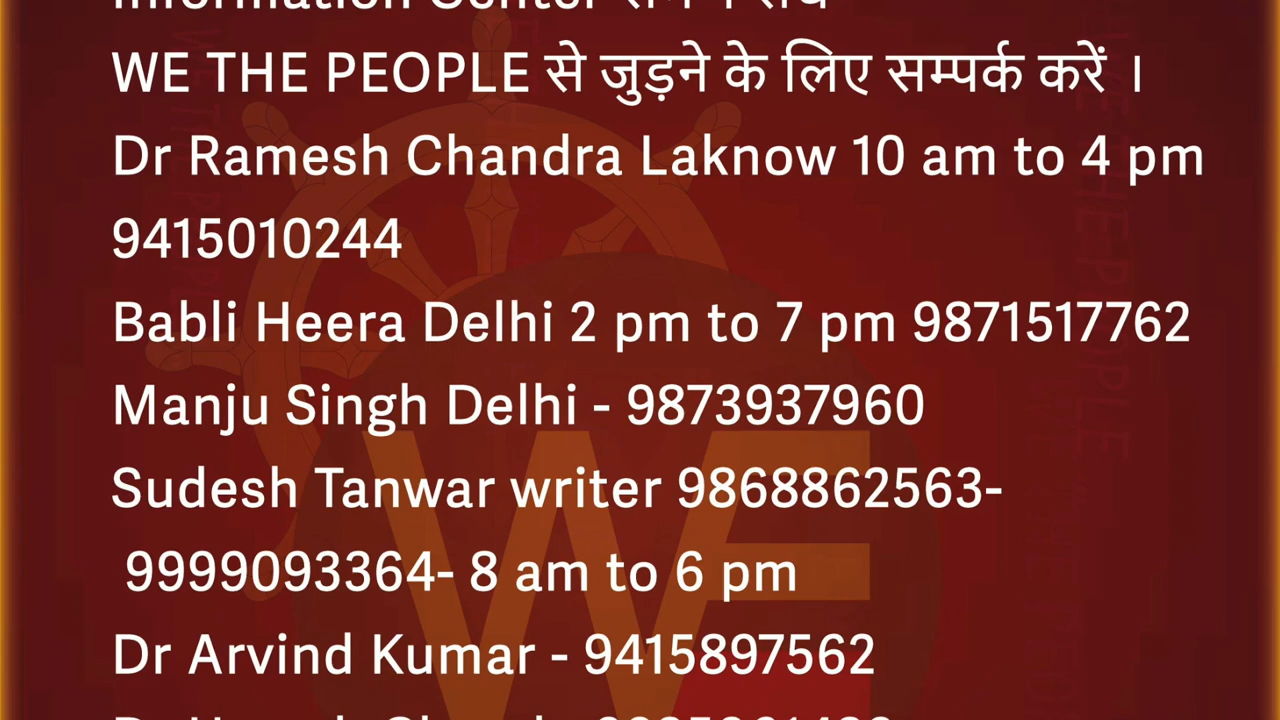 WE THE PEOPLE से जुड़ने के लिए सम्पर्क करें ।
Dr Ramesh Chandra Laknow 10 am to 4 pm
9415010244
Babli Heera Delhi 2 pm to 7 pm 9871517762
Manju Singh Delhi - 9873937960
Sudesh Tanwar writer 9868862563-
9999093364- 8 am to 6 pm
Dr Arvind Kumar - 9415897562